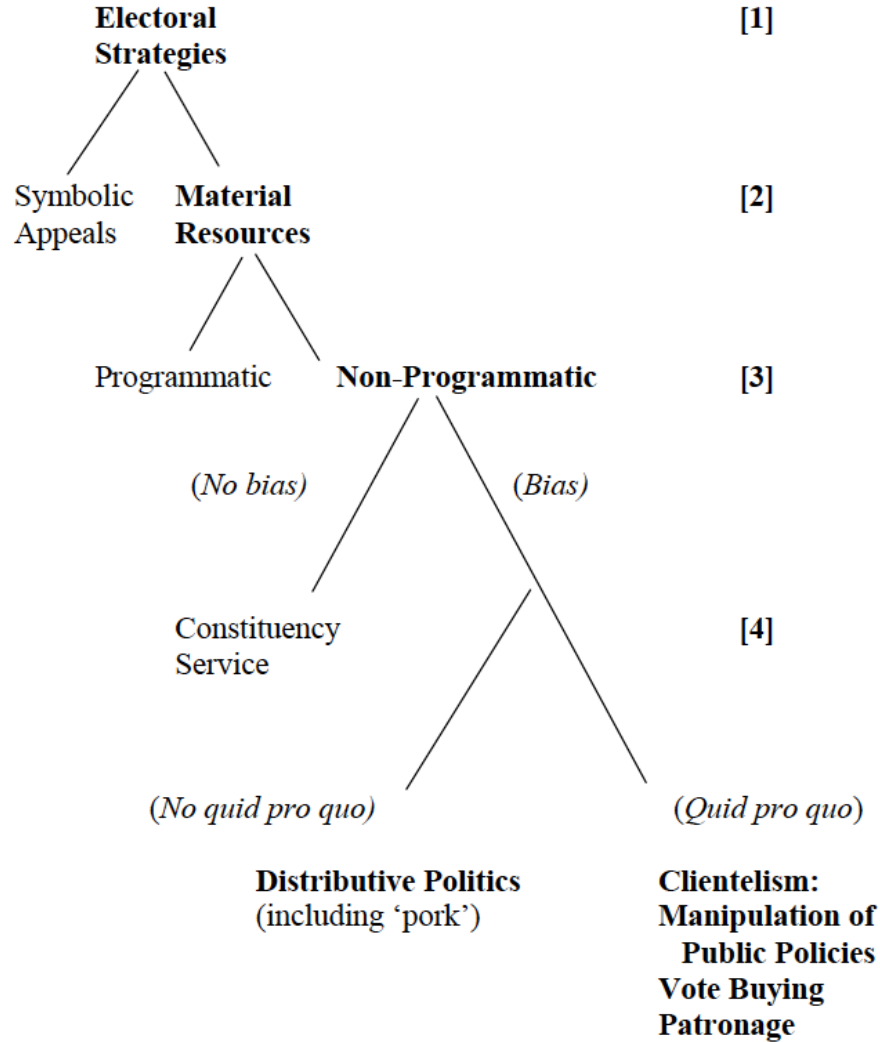 Electoral [1]
Strategies
Symbolic Material [2]
Appeals Resources
Programmatic Non-Programmatic [3]
(No bias) (Bias)
Constituency [4]
Service
(No quid pro quo) (Quid pro quo)
Distributive Politics Clientelism:
(including ‘pork’) Manipulation of
Public Policies
Vote Buying
Patronage